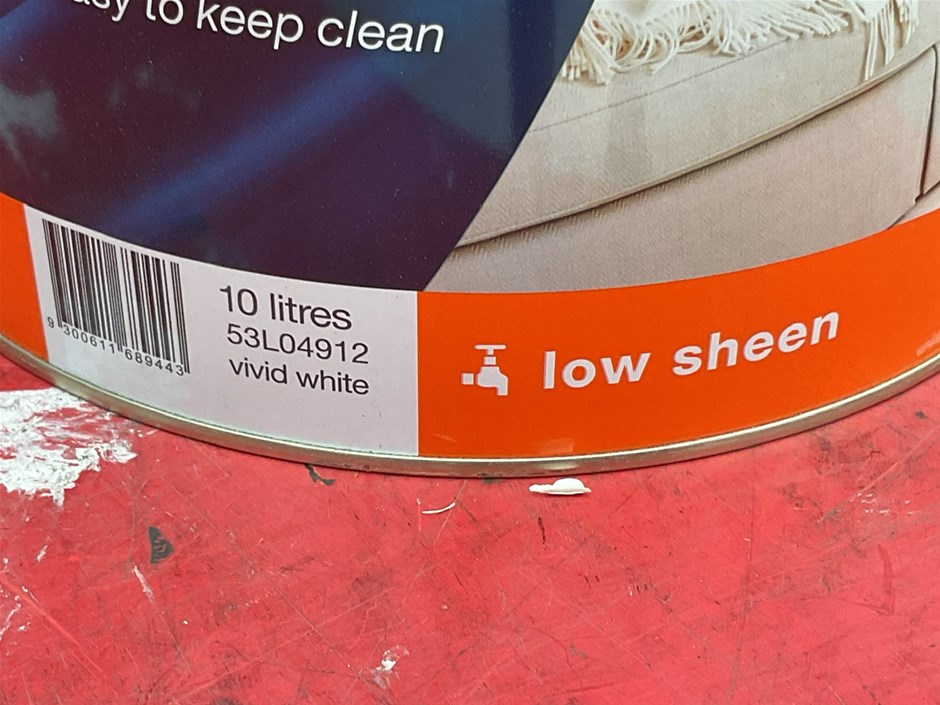 to keep clean
10 litres
53L04912
vivid white
9 300611 689443
low sheen